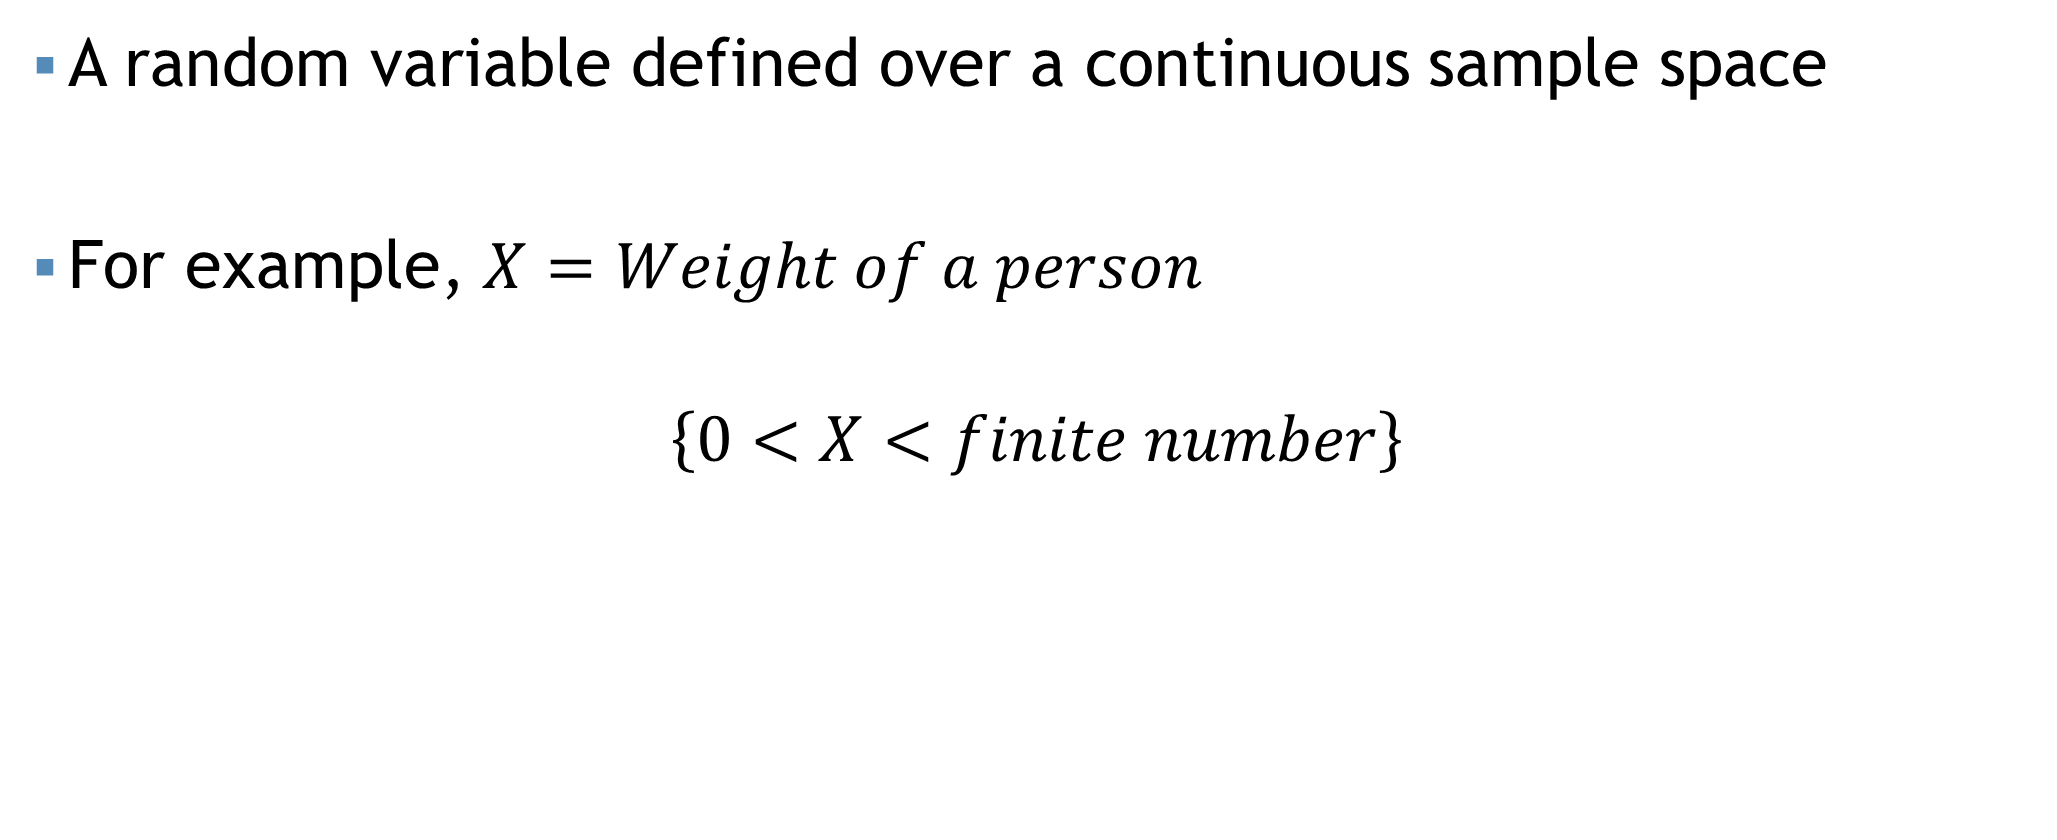 ▪ A random variable defined over a continuous sample space
▪ For example, X = Weight of a person
{0 < X < finite number}